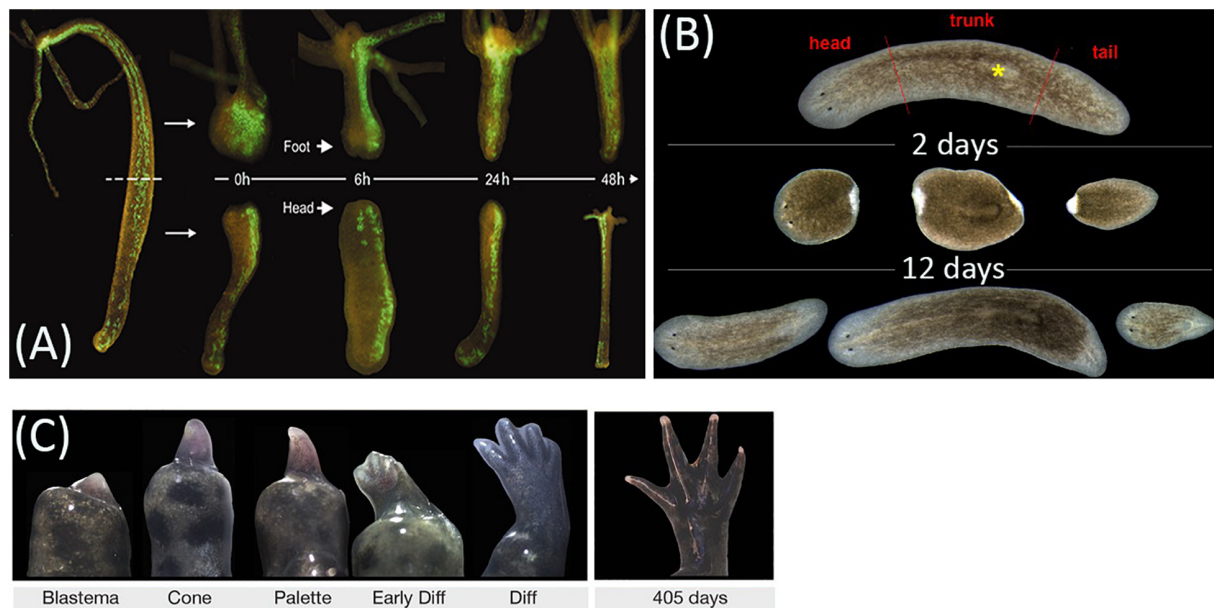 (A)
Foot
0h 6h 24h 48h
Head
(B)
trunk
head
tail
*
2 days
12 days
(C)
Blastema Cone Palette Early Diff Diff 405 days